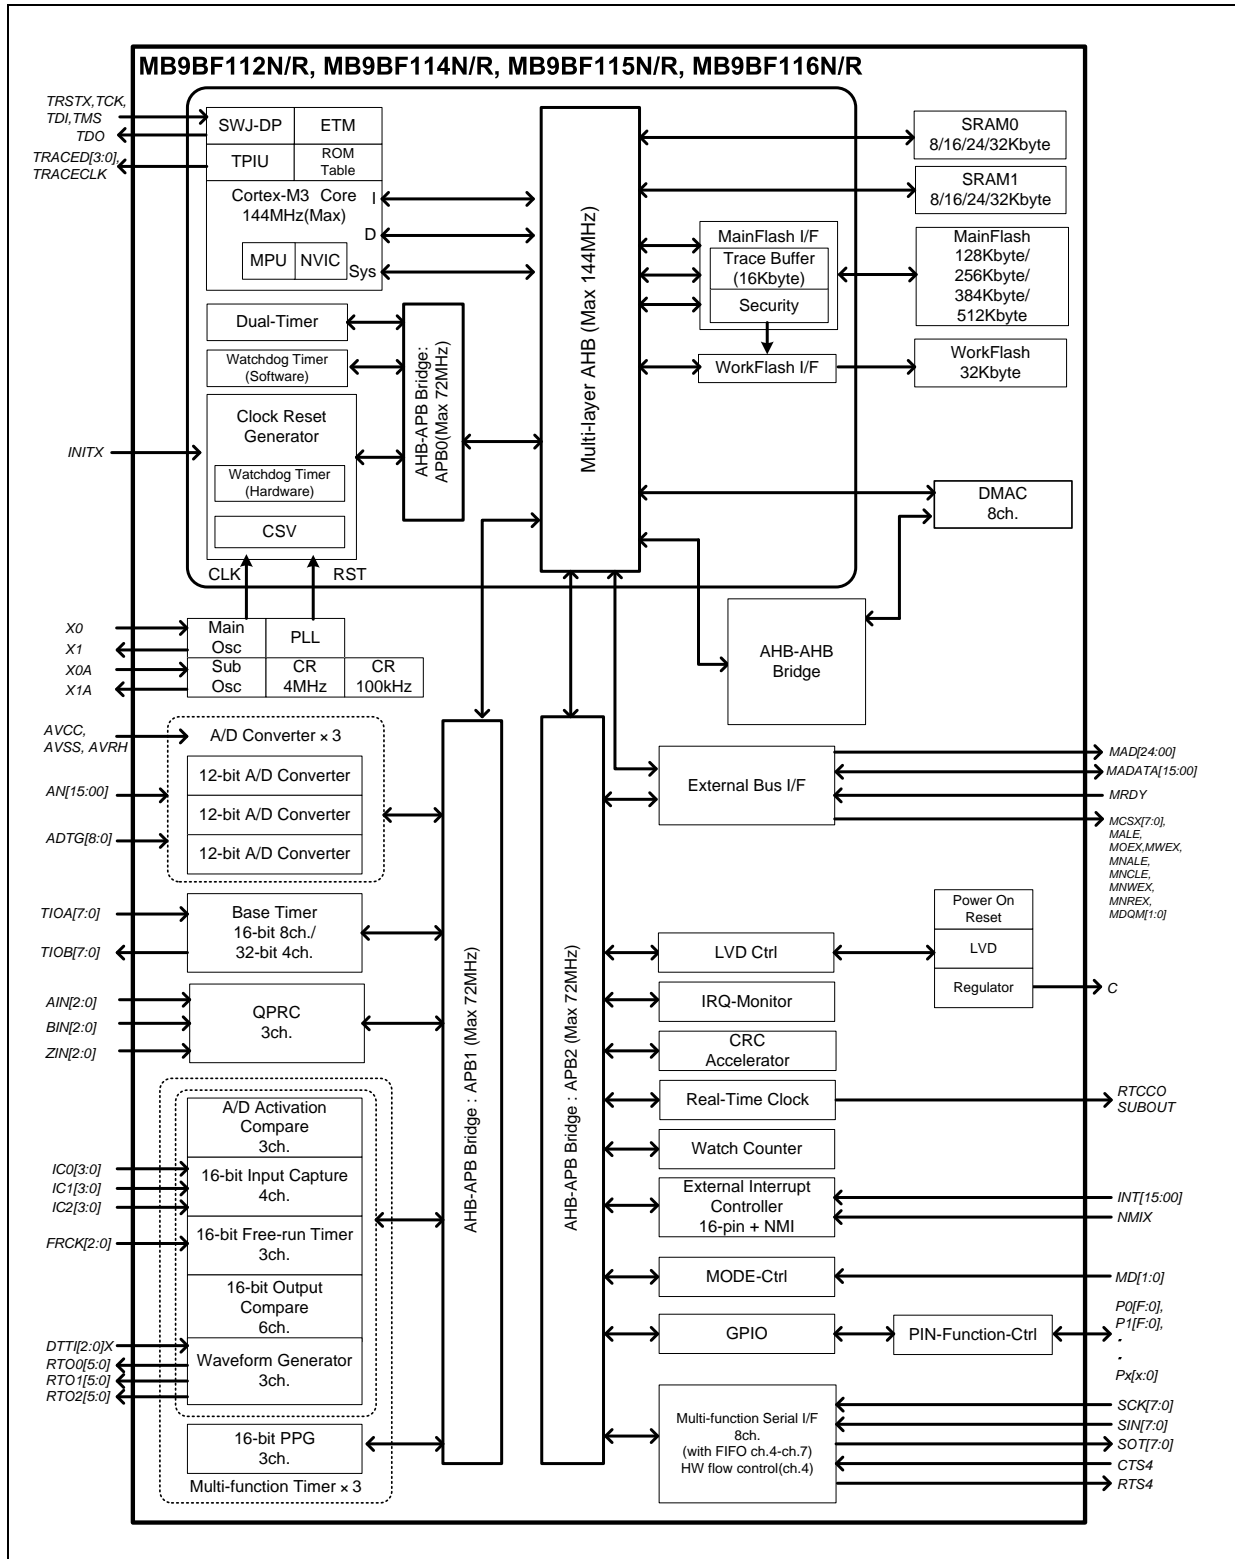 MB9BF112N/R, MB9BF114N/R, MB9BF115N/R, MB9BF116N/R
TRSTX,TCK,
TDI,TMS
TDO
TRACED[3:0],
TRACECLK
SWJ-DP
ETM
TPIU
ROM
Table
Cortex-M3 Core
144MHz(Max)
I
D
Sys
MPU
NVIC
Dual-Timer
Watchdog Timer
(Software)
Clock Reset
Generator
Watchdog Timer
(Hardware)
CSV
INITX
CLK
RST
AHB-APB Bridge:
APB0(Max 72MHz)
Multi-layer AHB (Max 144MHz)
MainFlash I/F
Trace Buffer
(16Kbyte)
Security
WorkFlash I/F
SRAM0
8/16/24/32Kbyte
SRAM1
8/16/24/32Kbyte
MainFlash
128Kbyte/
256Kbyte/
384Kbyte/
512Kbyte
WorkFlash
32Kbyte
DMAC
8ch.
AHB-AHB
Bridge
X0
X1
X0A
X1A
Main
Osc
PLL
Sub
Osc
CR
4MHz
CR
100kHz
AVCC,
AVSS, AVRH
AN[15:00]
ADTG[8:0]
A/D Converter × 3
12-bit A/D Converter
12-bit A/D Converter
12-bit A/D Converter
TIOA[7:0]
TIOB[7:0]
Base Timer
16-bit 8ch./
32-bit 4ch.
AIN[2:0]
BIN[2:0]
ZIN[2:0]
QPRC
3ch.
A/D Activation
Compare
3ch.
IC0[3:0]
IC1[3:0]
IC2[3:0]
16-bit Input Capture
4ch.
FRCK[2:0]
16-bit Free-run Timer
3ch.
16-bit Output
Compare
6ch.
DTTI[2:0]X
RTO0[5:0]
RTO1[5:0]
RTO2[5:0]
Waveform Generator
3ch.
16-bit PPG
3ch.
Multi-function Timer × 3
AHB-APB Bridge : APB1 (Max 72MHz)
AHB-APB Bridge : APB2 (Max 72MHz)
External Bus I/F
MAD[24:00]
MADATA[15:00]
MRDY
MCSX[7:0],
MALE,
MOEX,MWEX,
MNALE,
MNCLE,
MNWEX,
MNREX,
MDQM[1:0]
LVD Ctrl
Power On
Reset
LVD
Regulator
C
IRQ-Monitor
CRC
Accelerator
Real-Time Clock
RTCCO
SUBOUT
Watch Counter
External Interrupt
Controller
16-pin + NMI
INT[15:00]
NMIX
MODE-Ctrl
MD[1:0]
GPIO
PIN-Function-Ctrl
P0[F:0],
P1[F:0],
.
.
Px[x:0]
Multi-function Serial I/F
8ch.
(with FIFO ch.4-ch.7)
HW flow control(ch.4)
SCK[7:0]
SIN[7:0]
SOT[7:0]
CTS4
RTS4